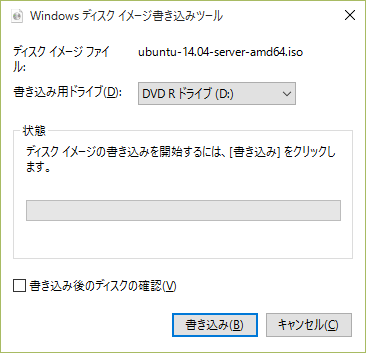 Windows ディスク イメージ書き込みツール
ディスク イメージ ファイ
ル:
ubuntu-14.04-server-amd64.iso
書き込み用ドライブ(D):
DVD R ドライブ (D:)
状態
ディスク イメージの書き込みを開始するには、[書き込み] をクリックし
ます。
書き込み後のディスクの確認(V)
書き込み(B)
キャンセル(C)